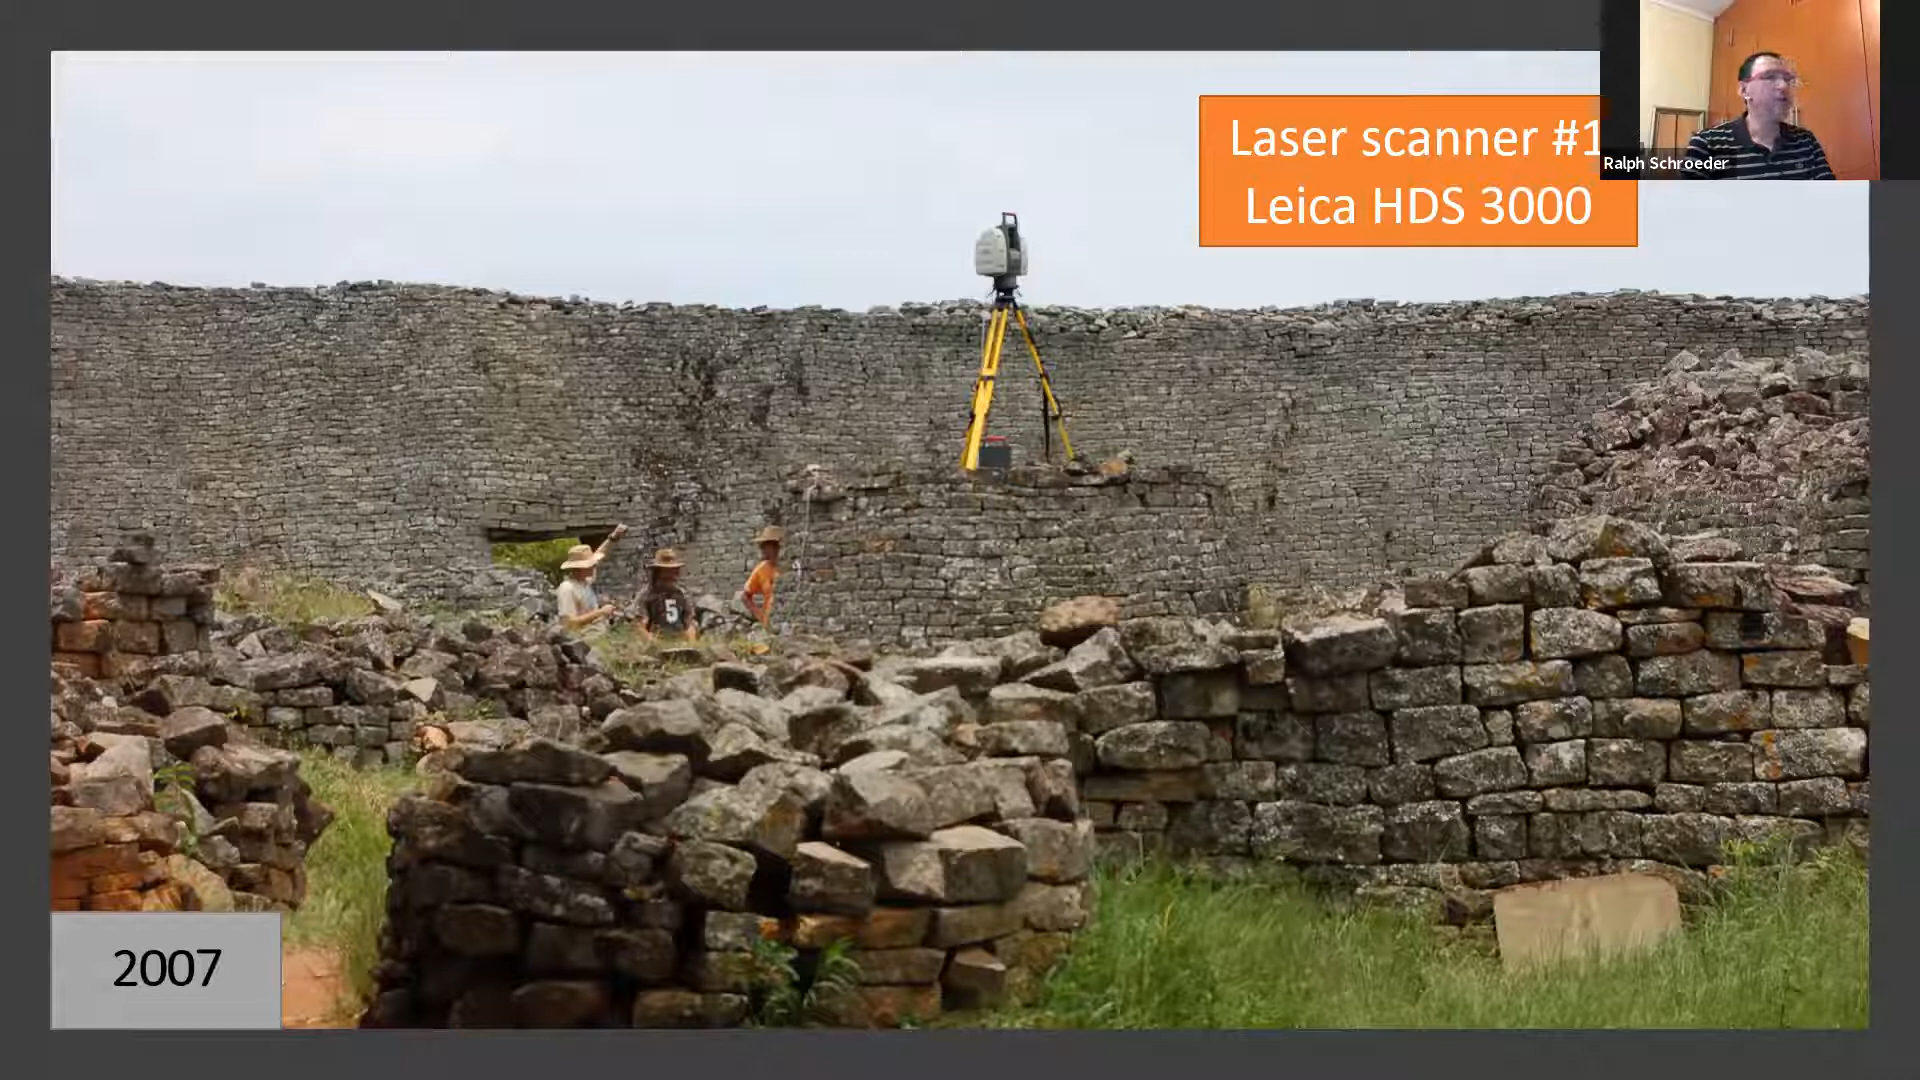 Laser scanner #1
Leica HDS 3000
Ralph Schroeder
5
2007